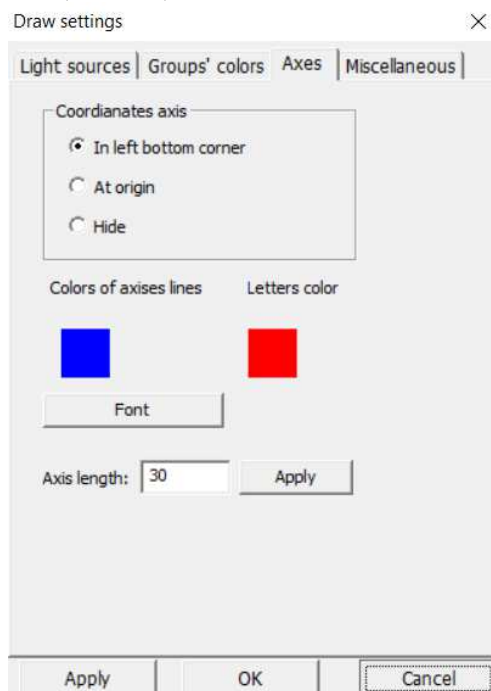 Draw settings
Light sources Groups' colors Axes Miscellaneous
Coordianates axis
In left bottom corner
At origin
Hide
Colors of axises lines Letters color
Font
Axis length: 30 Apply
Apply OK Cancel